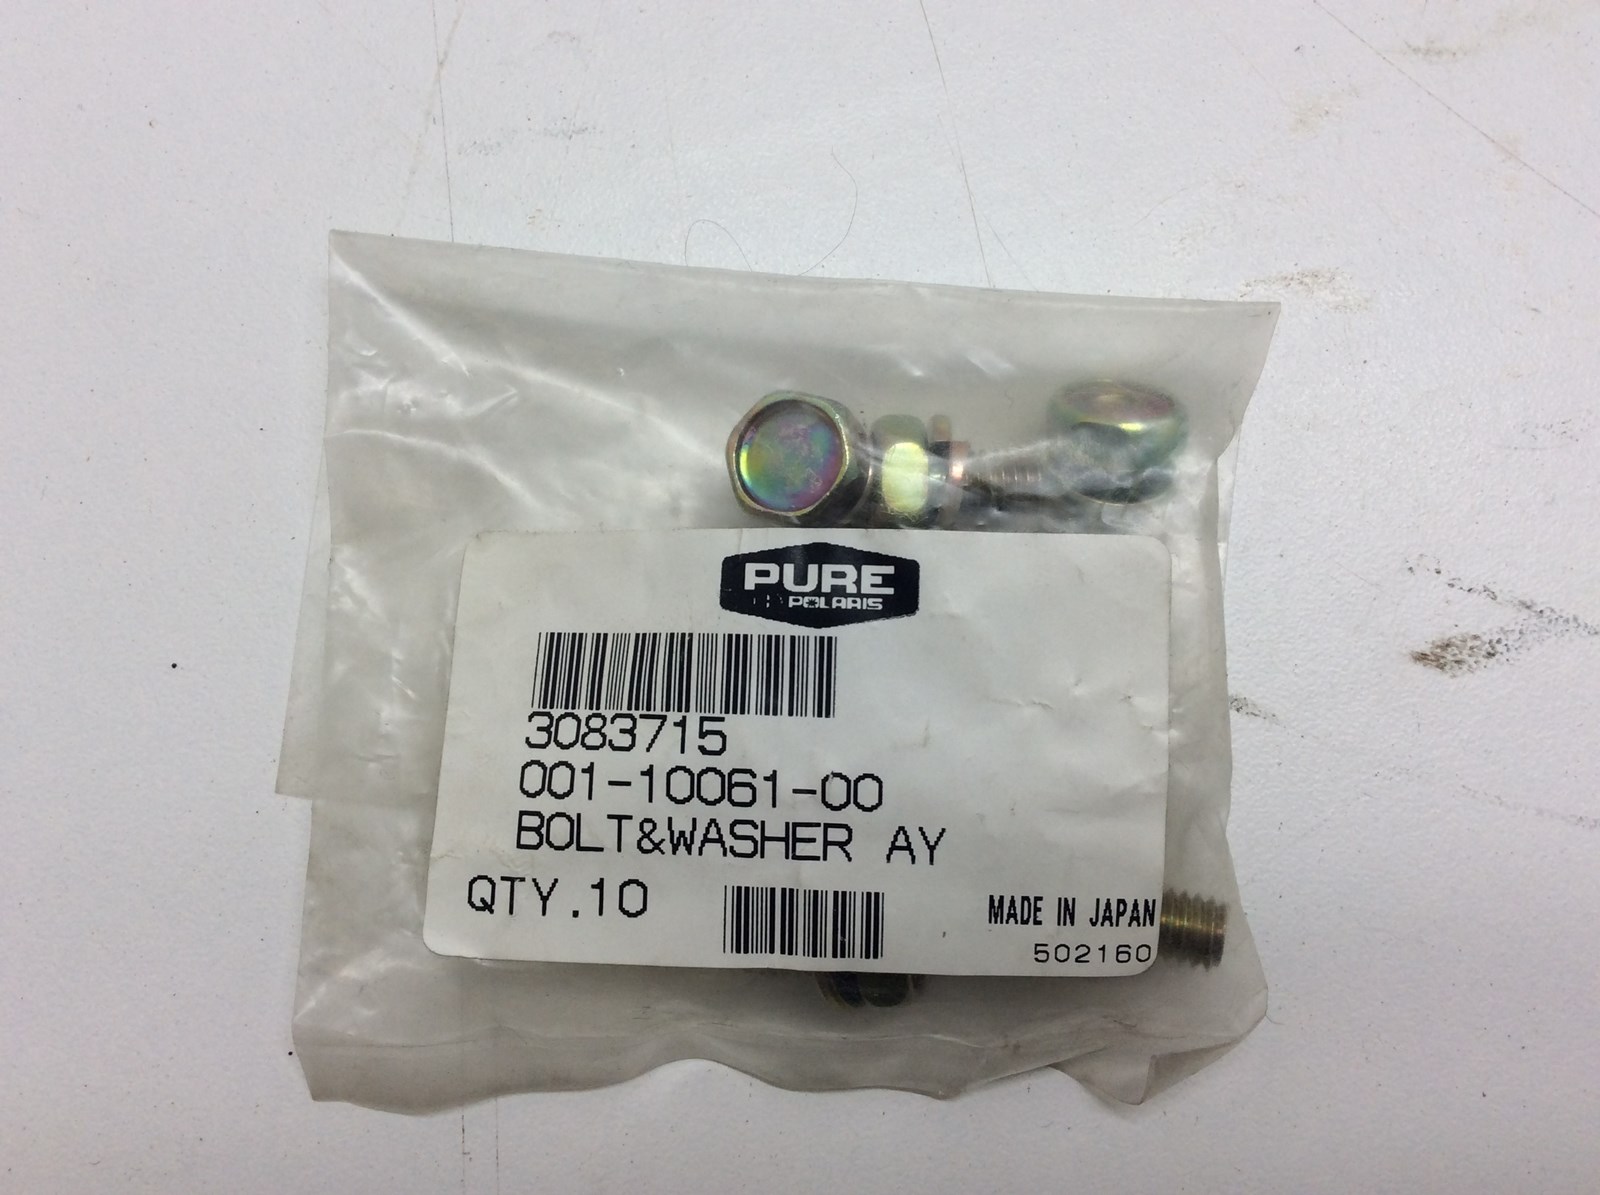 PURE
POLARIS
3083715
001-10061-00
BOLT&WASHER AY
QTY.10
MADE IN JAPAN
502160